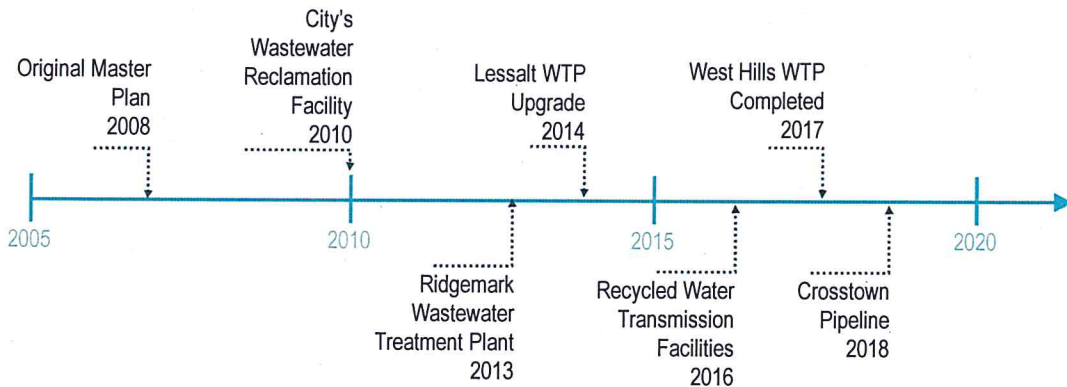 Original Master
Plan
2008
City's
Wastewater
Reclamation
Facility
2010
Lessalt WTP
Upgrade
2014
West Hills WTP
Completed
2017
2005
2010
2015
2020
Ridgemark
Wastewater
Treatment Plant
2013
Recycled Water
Transmission
Facilities
2016
Crosstown
Pipeline
2018